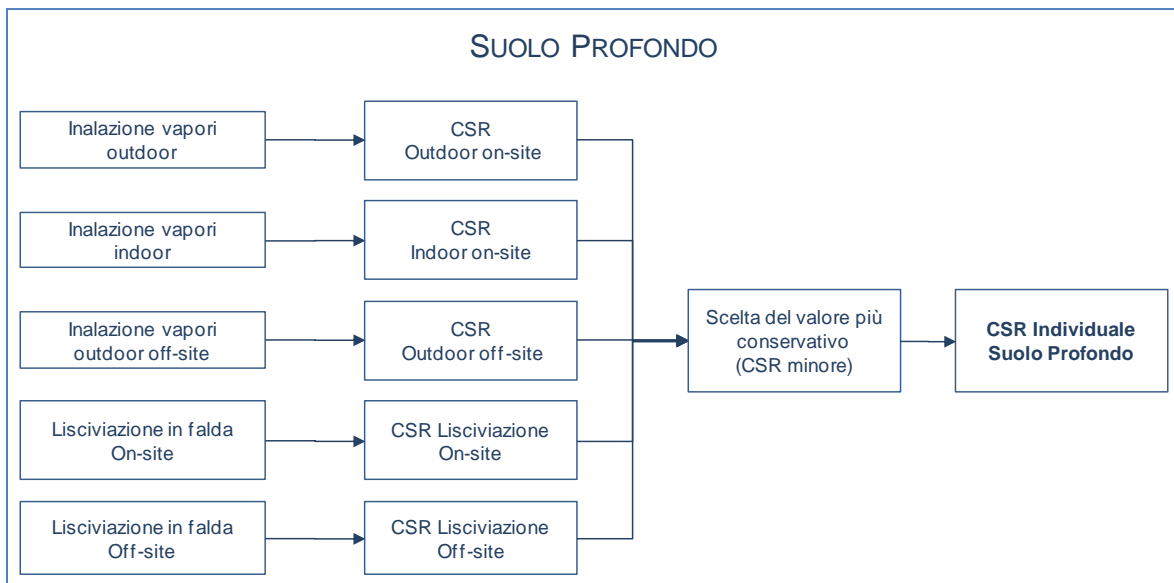 SUOLO PROFONDO
Inalazione vapori
outdoor
CSR
Outdoor on-site
Inalazione vapori
indoor
CSR
Indoor on-site
Inalazione vapori
outdoor off-site
CSR
Outdoor off-site
Scelta del valore più
conservativo
(CSR minore)
CSR Individuale
Suolo Profondo
Lisciviazione in falda
On-site
CSR Lisciviazione
On-site
Lisciviazione in falda
Off-site
CSR Lisciviazione
Off-site